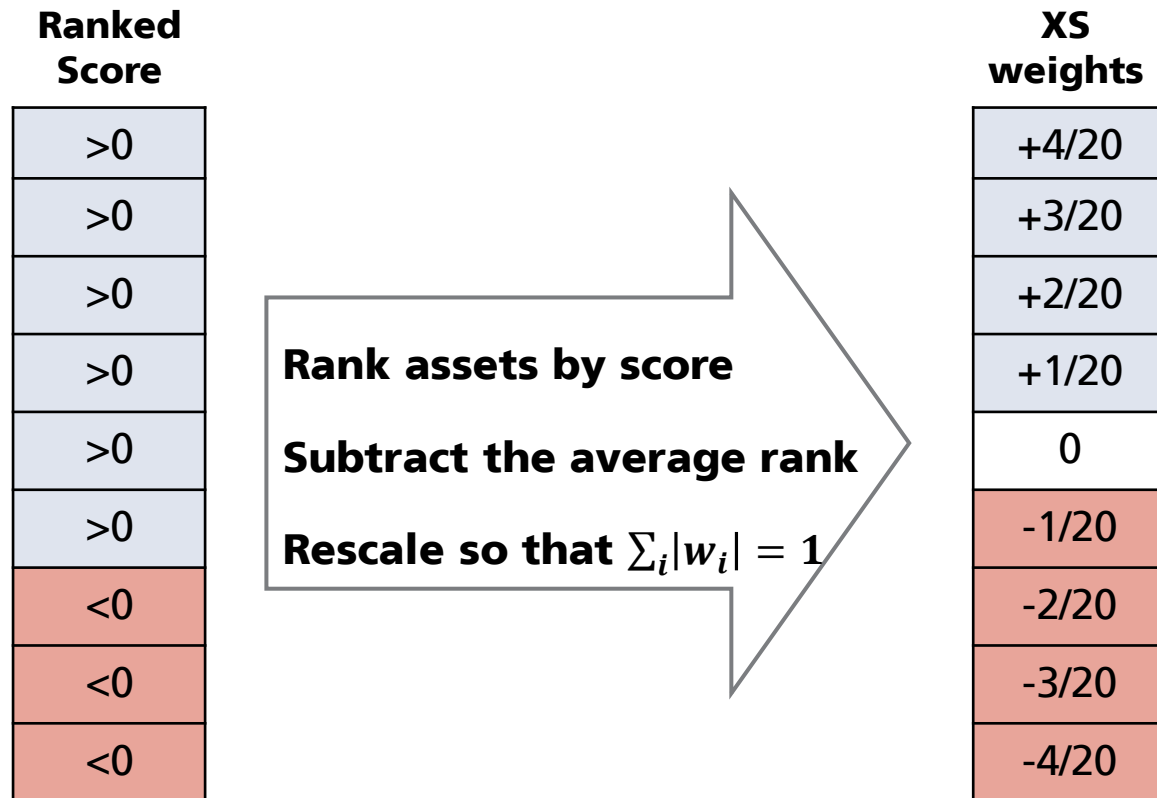 Ranked
Score
>0
>0
>0
>0
>0
>0
<0
<0
<0
Rank assets by score
Subtract the average rank
Rescale so that ∑ᵢ|wᵢ| = 1
XS
weights
+4/20
+3/20
+2/20
+1/20
0
-1/20
-2/20
-3/20
-4/20